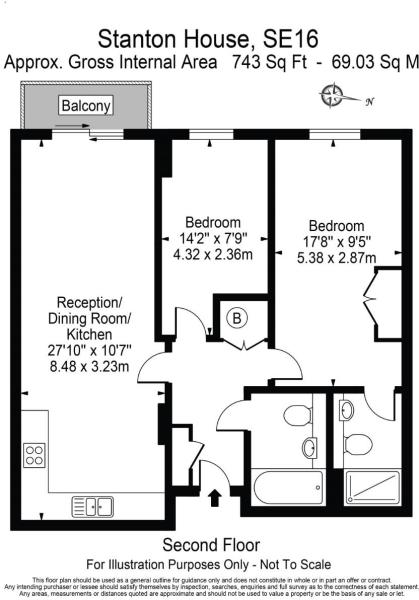 Stanton House, SE16
Approx. Gross Internal Area 743 Sq Ft - 69.03 Sq M
Balcony
N
Bedroom
14'2" x 7'9"
4.32 x 2.36m
Bedroom
17'8" x 9'5"
5.38 x 2.87m
Reception/
Dining Room/
Kitchen
27'10" x 10'7"
8.48 x 3.23m
B
Second Floor
For Illustration Purposes Only - Not To Scale
This floor plan should be used as a general outline for guidance only and does not constitute in whole or in part an offer or contract.
Any intending purchaser or lessee should satisfy themselves by inspection, searches, enquiries and full survey as to the correctness of each statement.
Any areas, measurements or distances quoted are approximate and should not be used to value a property or be the basis of any sale or let.